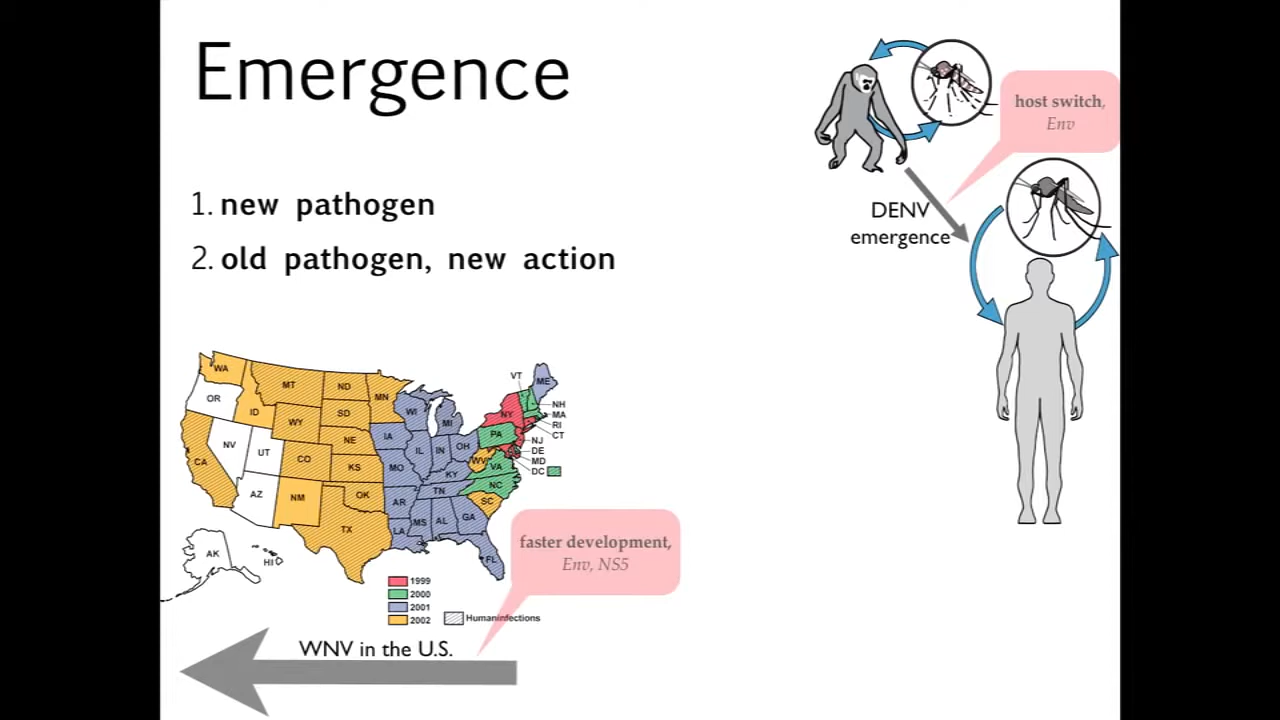 Emergence
1. new pathogen
2. old pathogen, new action
host switch,
Env
DENV
emergence
WA
OR
CA
NV
ID
MT
WY
UT
AZ
CO
NM
ND
SD
NE
KS
OK
TX
MN
IA
MO
AR
LA
WI
IL
MI
IN
OH
KY
TN
MS
AL
GA
FL
SC
NC
VA
WV
PA
NY
VT
ME
NH
MA
RI
CT
NJ
DE
MD
DC
AK
HI
faster development,
Env, NS5
1999
2000
2001
2002
Human infections
WNV in the U.S.